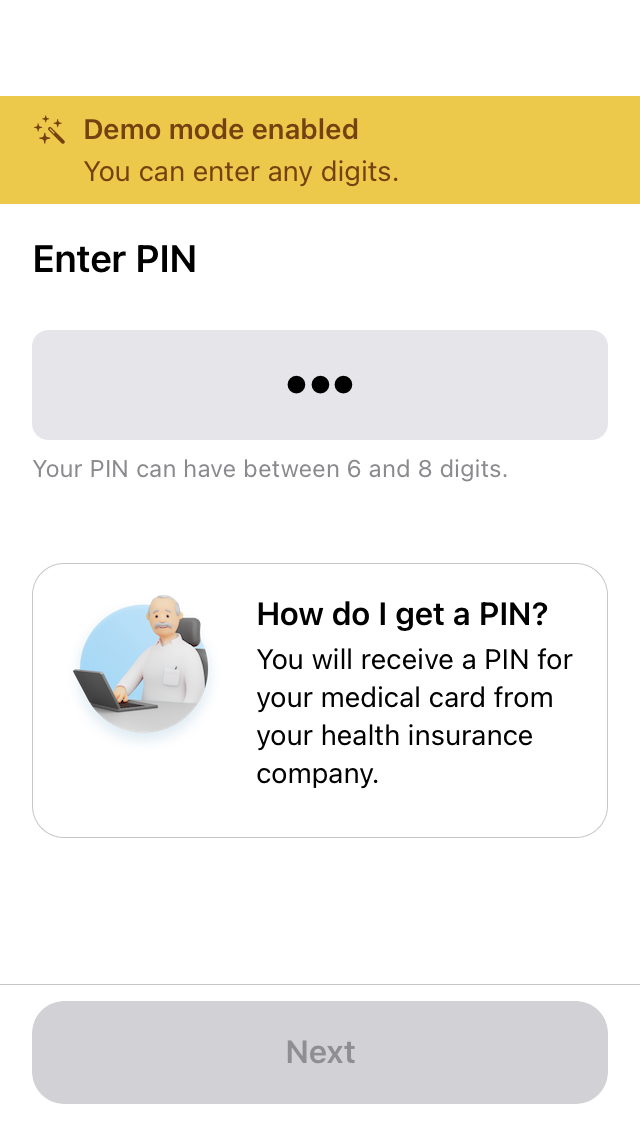 Demo mode enabled
You can enter any digits.
Enter PIN
●●●
Your PIN can have between 6 and 8 digits.
How do I get a PIN?
You will receive a PIN for
your medical card from
your health insurance
company.
Next